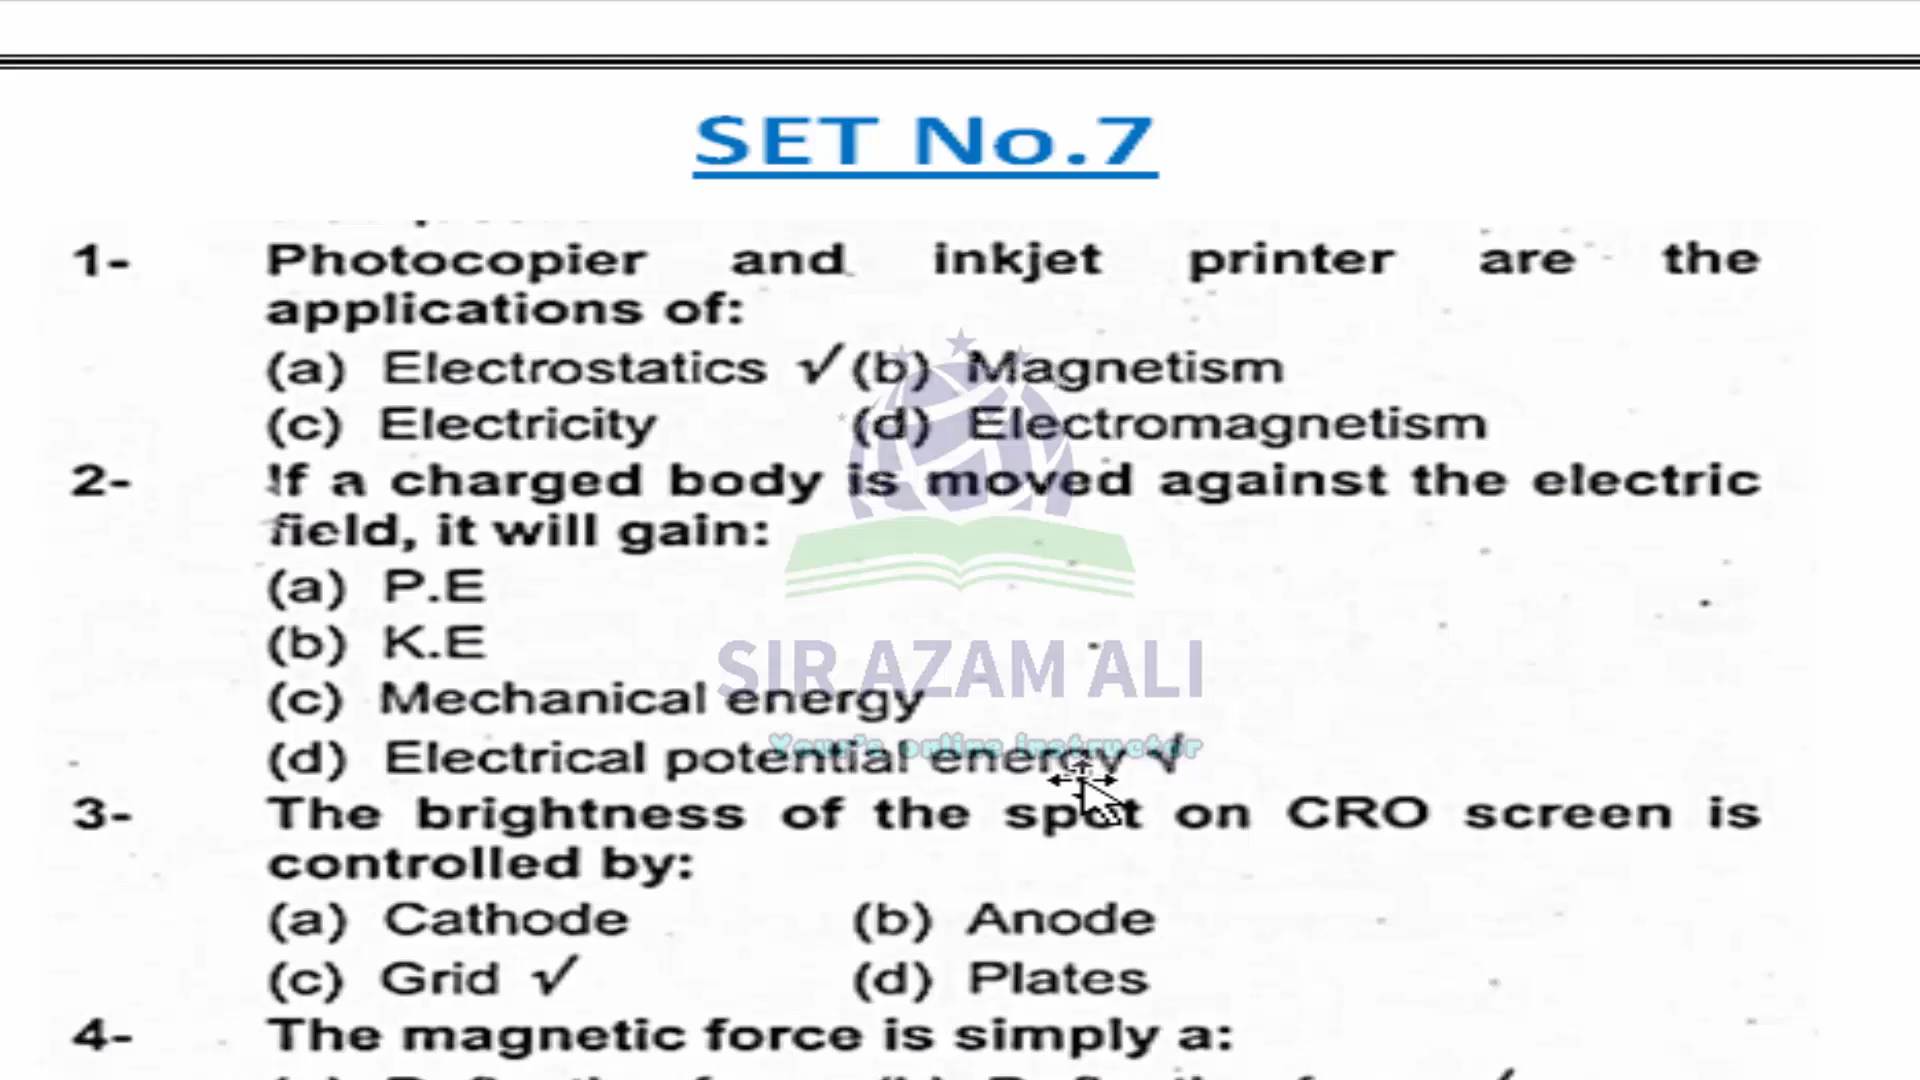 SET No.7
1- Photocopier and inkjet printer are the
applications of:
(a) Electrostatics √ (b) Magnetism
(c) Electricity (d) Electromagnetism
2- If a charged body is moved against the electric
field, it will gain:
(a) P.E
(b) K.E
SIR AZAM ALI
(c) Mechanical energy
Your's online instructor
(d) Electrical potential energy √
3- The brightness of the spot on CRO screen is
controlled by:
(a) Cathode (b) Anode
(c) Grid √ (d) Plates
4- The magnetic force is simply a: